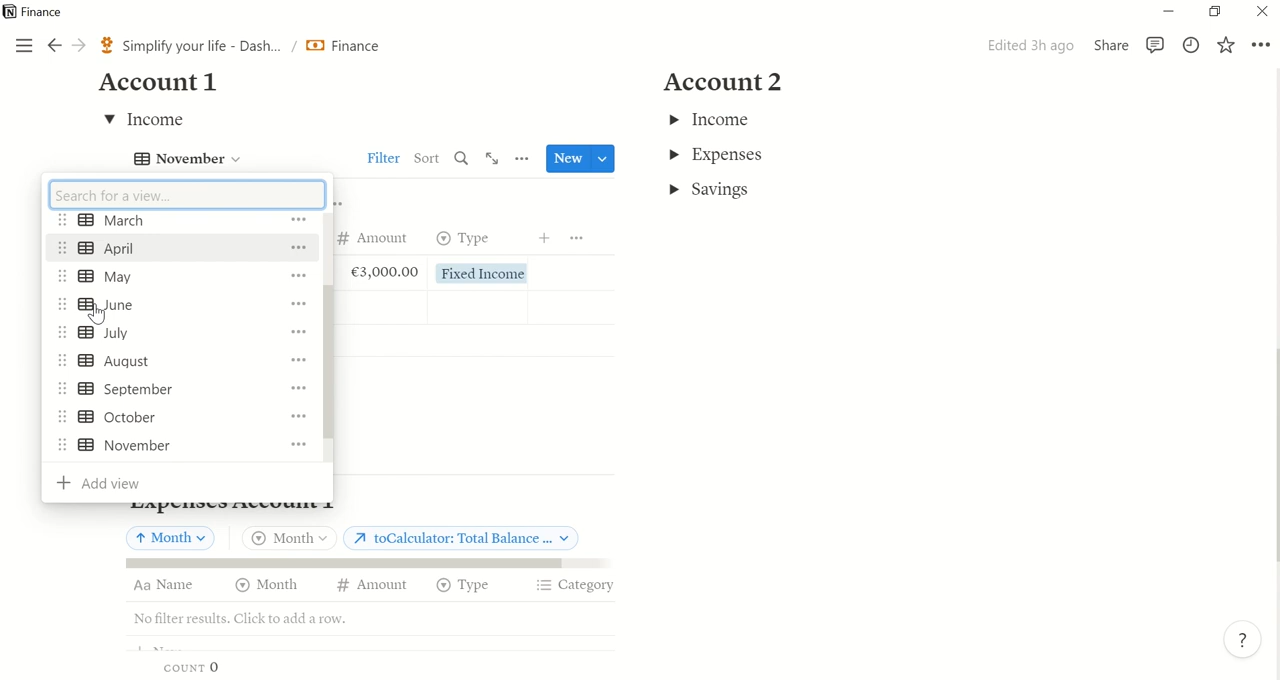 Finance
Simplify your life - Dash... / Finance
Edited 3h ago Share
Account 1
Account 2
Income
November
Filter Sort New
Search for a view...
March
April
May
June
July
August
September
October
November
+ Add view
# Amount Type
€3,000.00 Fixed Income
Income
Expenses
Savings
Expenses Account 1
↑ Month Month ↗ toCalculator: Total Balance ...
Aa Name Month # Amount Type Category
No filter results. Click to add a row.
+ New
COUNT 0
?